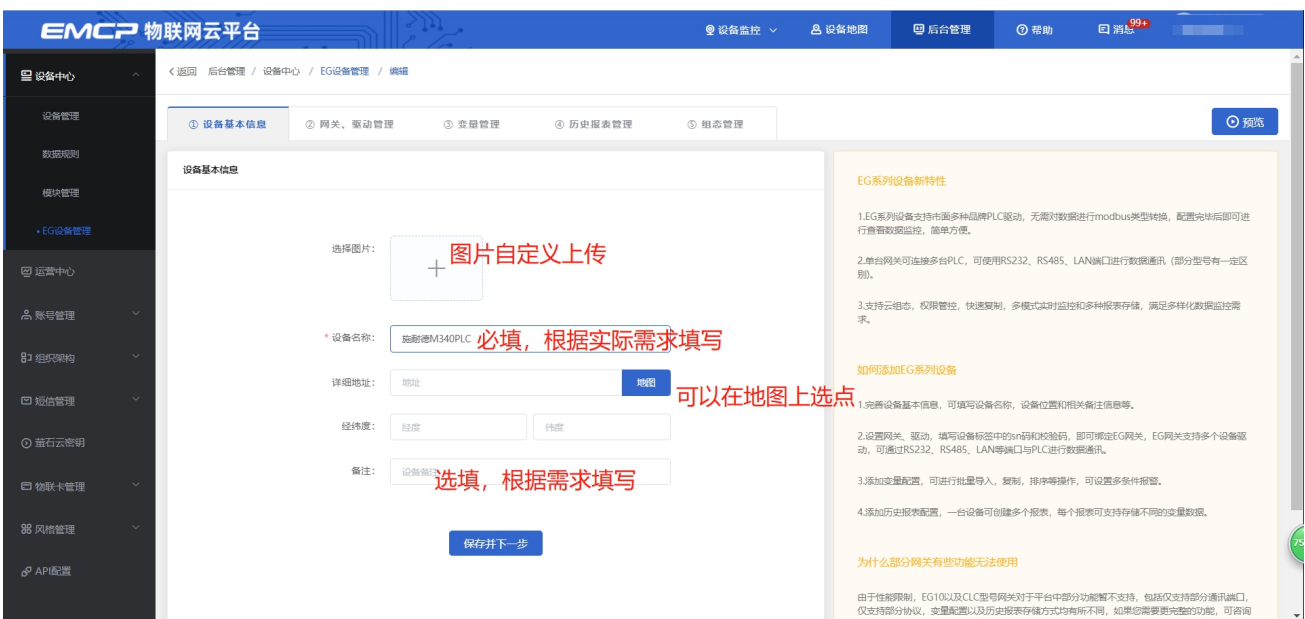 EMCP 物联网云平台
设备监控
设备地图
后台管理
帮助
消息
99+
设备中心
设备管理
数据规则
模块管理
• EG设备管理
运营中心
账号管理
组织架构
短信管理
萤石云密钥
物联卡管理
风格管理
API配置
返回 后台管理 / 设备中心 / EG设备管理 / 编辑
① 设备基本信息
② 网关、驱动管理
③ 变量管理
④ 历史报表管理
⑤ 组态管理
预览
设备基本信息
选择图片：
图片自定义上传
* 设备名称：
施耐德M340PLC
必填，根据实际需求填写
详细地址：
地址
地图
可以在地图上选点
经纬度：
经度
纬度
备注：
设备备注
选填，根据需求填写
保存并下一步
EG系列设备新特性
1.EG系列设备支持市面多种品牌PLC驱动，无需对数据进行modbus类型转换，配置完毕后即可进
行查看数据监控，简单方便。
2.单台网关可连接多台PLC，可使用RS232、RS485、LAN端口进行数据通讯（部分型号有一定区
别）。
3.支持云组态，权限管控，快速复制，多模式实时监控和多种报表存储，满足多样化数据监控需
求。
如何添加EG系列设备
1.完善设备基本信息，可填写设备名称，设备位置和相关备注信息等。
2.设置网关、驱动，填写设备标签中的sn码和校验码，即可绑定EG网关，EG网关支持多个设备驱
动，可通过RS232、RS485、LAN等端口与PLC进行数据通讯。
3.添加变量配置，可进行批量导入，复制，排序等操作，可设置多条件报警。
4.添加历史报表配置，一台设备可创建多个报表，每个报表可支持存储不同的变量数据。
为什么部分网关有些功能无法使用
由于性能限制，EG10以及CLC型号网关对于平台中部分功能暂不支持，包括仅支持部分通讯端口，
仅支持部分协议，变量配置以及历史报表存储方式均有所不同，如果您需要更完整的功能，可咨询
75